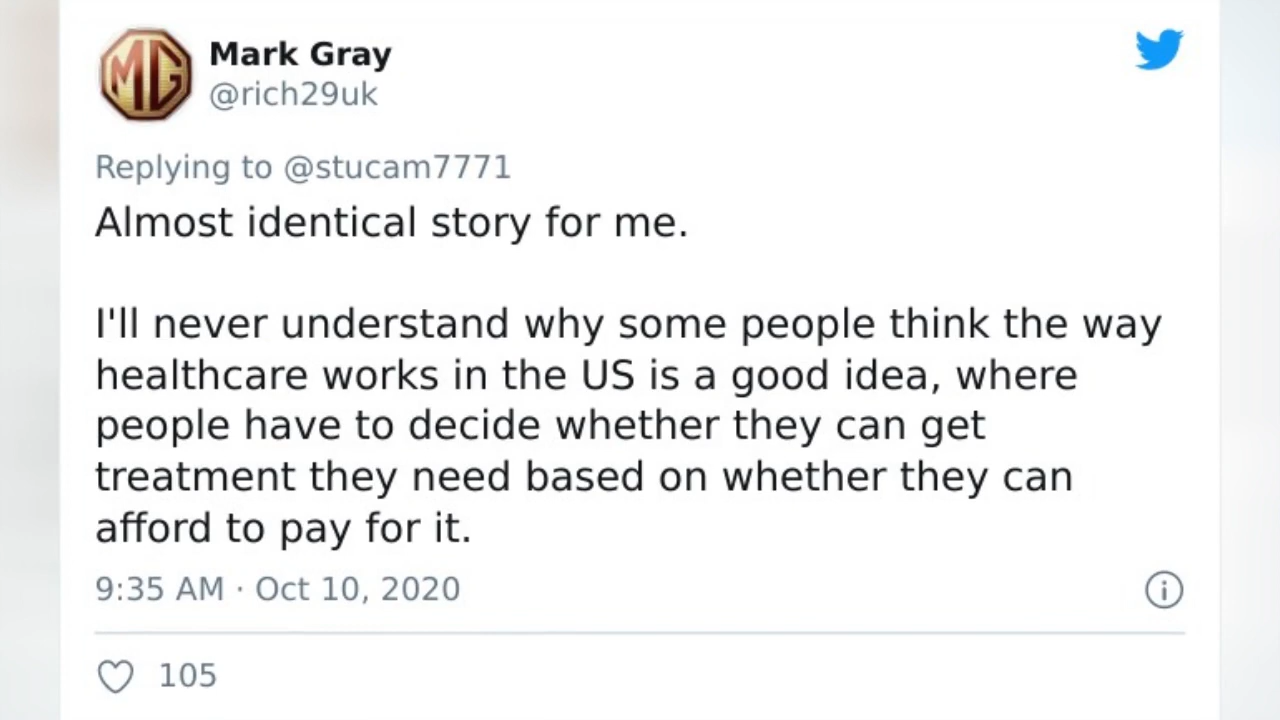 MG
Mark Gray
@rich29uk
Replying to @stucam7771
Almost identical story for me.
I'll never understand why some people think the way
healthcare works in the US is a good idea, where
people have to decide whether they can get
treatment they need based on whether they can
afford to pay for it.
9:35 AM · Oct 10, 2020
105